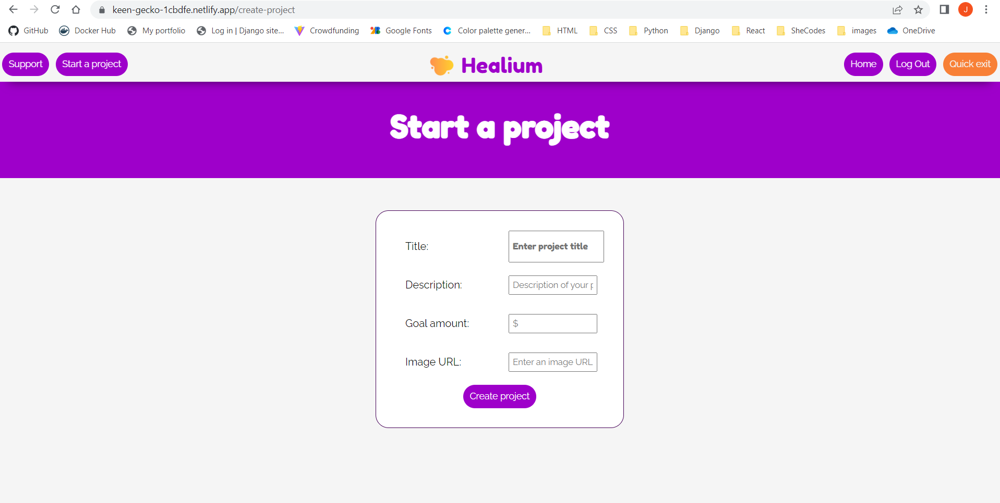 keen-gecko-1cbdfe.netlify.app/create-project
J
GitHub Docker Hub My portfolio Log in | Django site... Crowdfunding Google Fonts Color palette gener... HTML CSS Python Django React SheCodes images OneDrive
Support Start a project Healium Home Log Out Quick exit
Start a project
Title: Enter project title
Description: Description of your p
Goal amount: $
Image URL: Enter an image URL
Create project